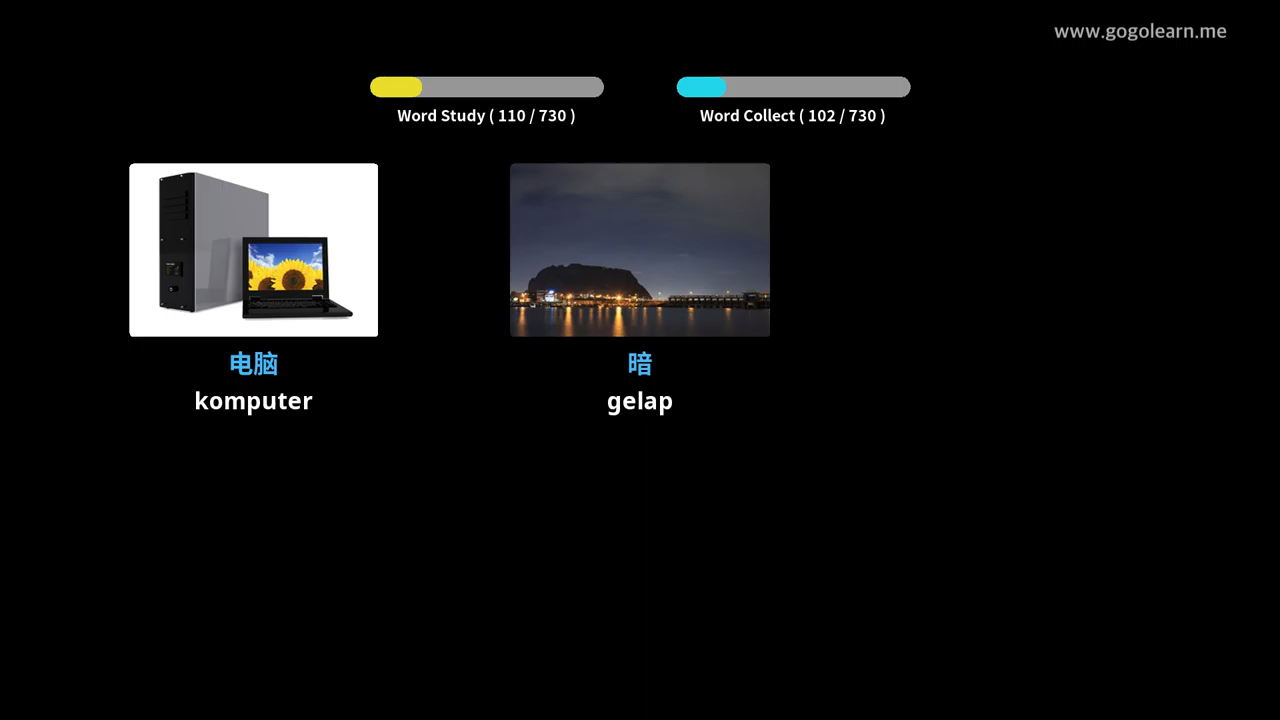 www.gogolearn.me
Word Study ( 110 / 730 )
Word Collect ( 102 / 730 )
电脑
komputer
暗
gelap